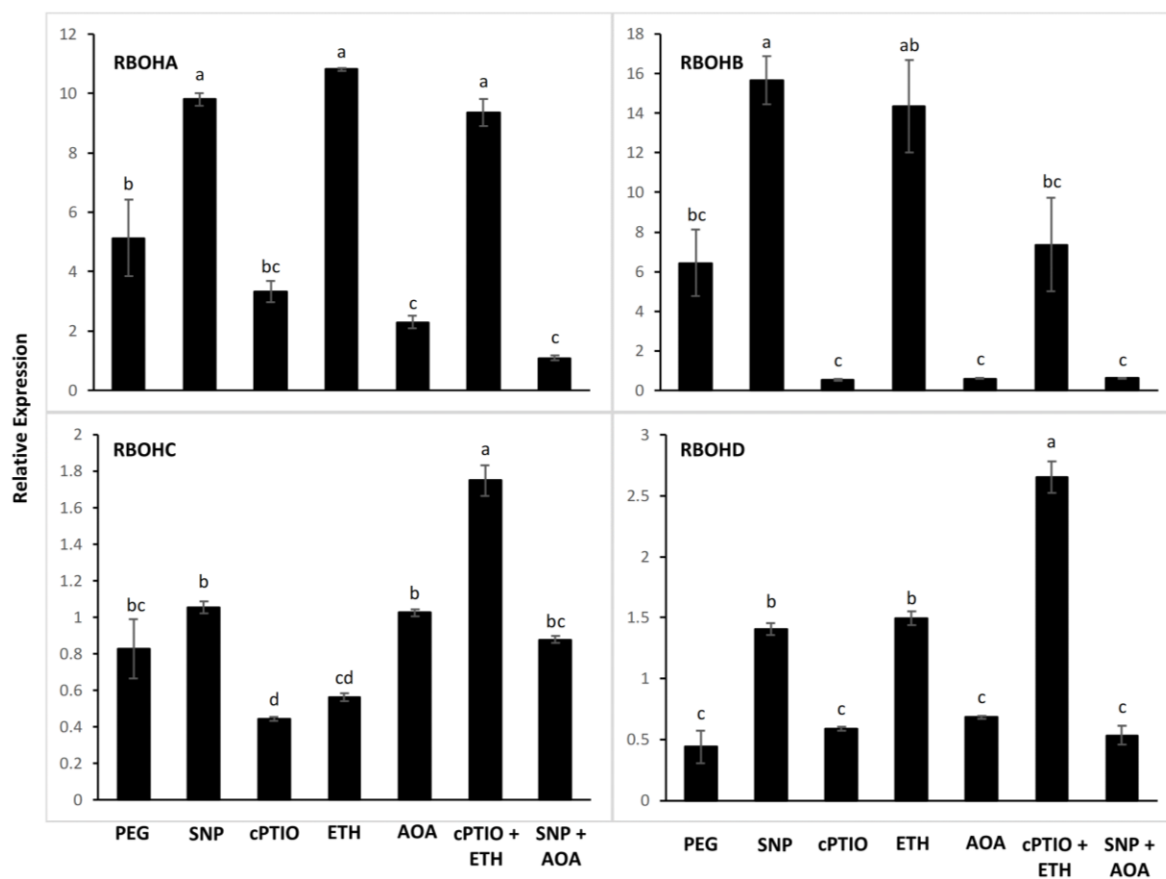 Relative Expression
RBOHA
12
10
8
6
4
2
0
b
a
bc
a
c
a
c
RBOHB
18
16
14
12
10
8
6
4
2
0
bc
a
c
ab
c
bc
c
RBOHC
2
1.8
1.6
1.4
1.2
1
0.8
0.6
0.4
0.2
0
bc
b
d
cd
b
a
bc
PEG SNP cPTIO ETH AOA cPTIO + SNP +
ETH AOA
RBOHD
3
2.5
2
1.5
1
0.5
0
c
b
c
b
c
a
c
PEG SNP cPTIO ETH AOA cPTIO + SNP +
ETH AOA